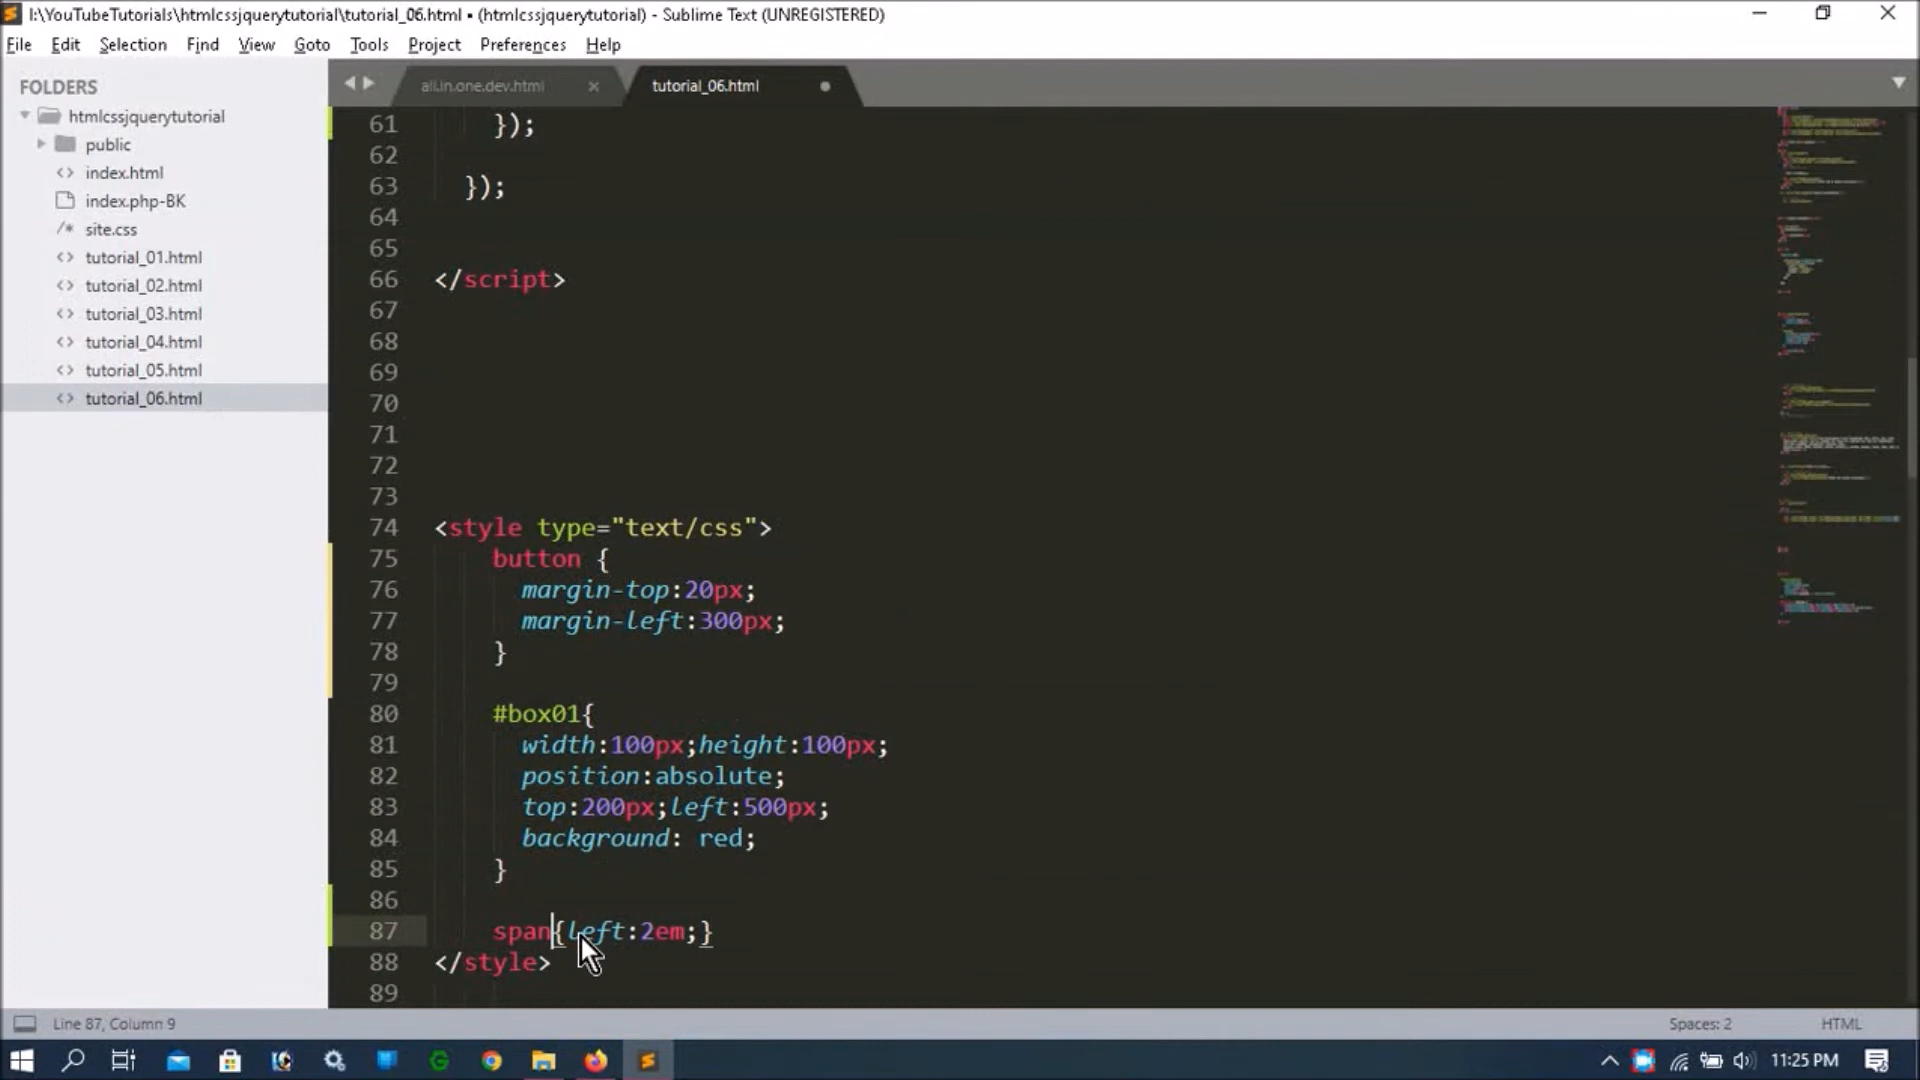 I:\YouTubeTutorials\htmlcssjquerytutorial\tutorial_06.html • (htmlcssjquerytutorial) - Sublime Text (UNREGISTERED)
File Edit Selection Find View Goto Tools Project Preferences Help
FOLDERS
htmlcssjquerytutorial
public
<> index.html
index.php-BK
/* site.css
<> tutorial_01.html
<> tutorial_02.html
<> tutorial_03.html
<> tutorial_04.html
<> tutorial_05.html
<> tutorial_06.html
all.in.one.dev.html × tutorial_06.html
61 });
62
63 });
64
65
66 </script>
67
68
69
70
71
72
73
74 <style type="text/css">
75 button {
76 margin-top:20px;
77 margin-left:300px;
78 }
79
80 #box01{
81 width:100px;height:100px;
82 position:absolute;
83 top:200px;left:500px;
84 background: red;
85 }
86
87 span{left:2em;}
88 </style>
89
Line 87, Column 9 Spaces: 2 HTML
11:25 PM